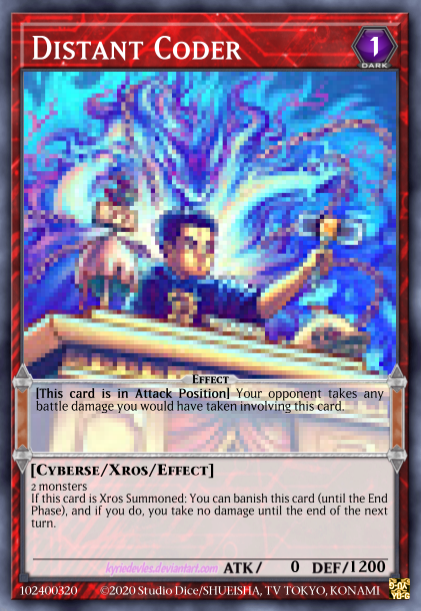 Distant Coder
1
DARK
Effect
[This card is in Attack Position] Your opponent takes any
battle damage you would have taken involving this card.
[Cyberse/Xros/Effect]
2 monsters
If this card is Xros Summoned: You can banish this card (until the End
Phase), and if you do, you take no damage until the end of the next
turn.
kyriedevles.deviantart.com ATK/ 0 DEF/1200
102400320 ©2020 Studio Dice/SHUEISHA, TV TOKYO, KONAMI